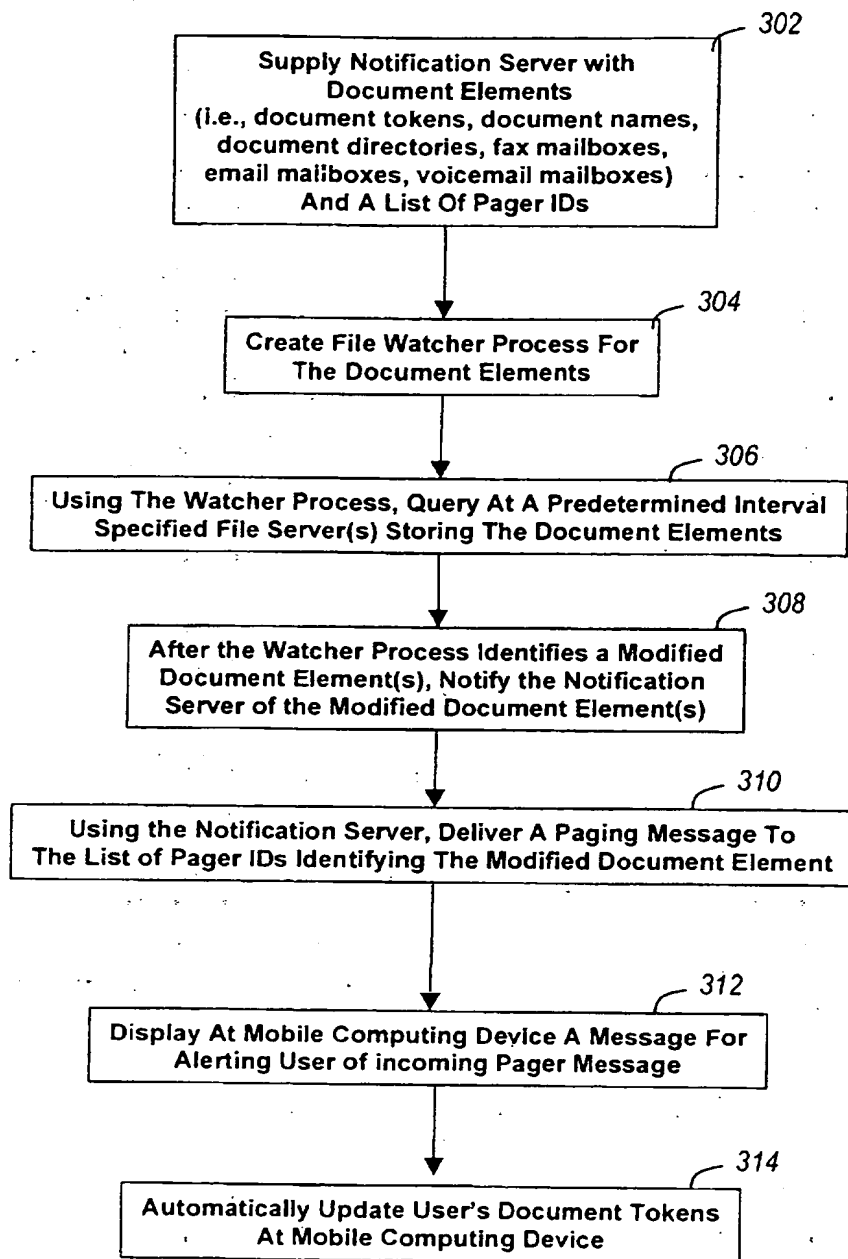 302
Supply Notification Server with
Document Elements
(i.e., document tokens, document names,
document directories, fax mailboxes,
email mailboxes, voicemail mailboxes)
And A List Of Pager IDs
304
Create File Watcher Process For
The Document Elements
306
Using The Watcher Process, Query At A Predetermined Interval
Specified File Server(s) Storing The Document Elements
308
After the Watcher Process Identifies a Modified
Document Element(s), Notify the Notification
Server of the Modified Document Element(s)
310
Using the Notification Server, Deliver A Paging Message To
The List of Pager IDs Identifying The Modified Document Element
312
Display At Mobile Computing Device A Message For
Alerting User of incoming Pager Message
314
Automatically Update User's Document Tokens
At Mobile Computing Device